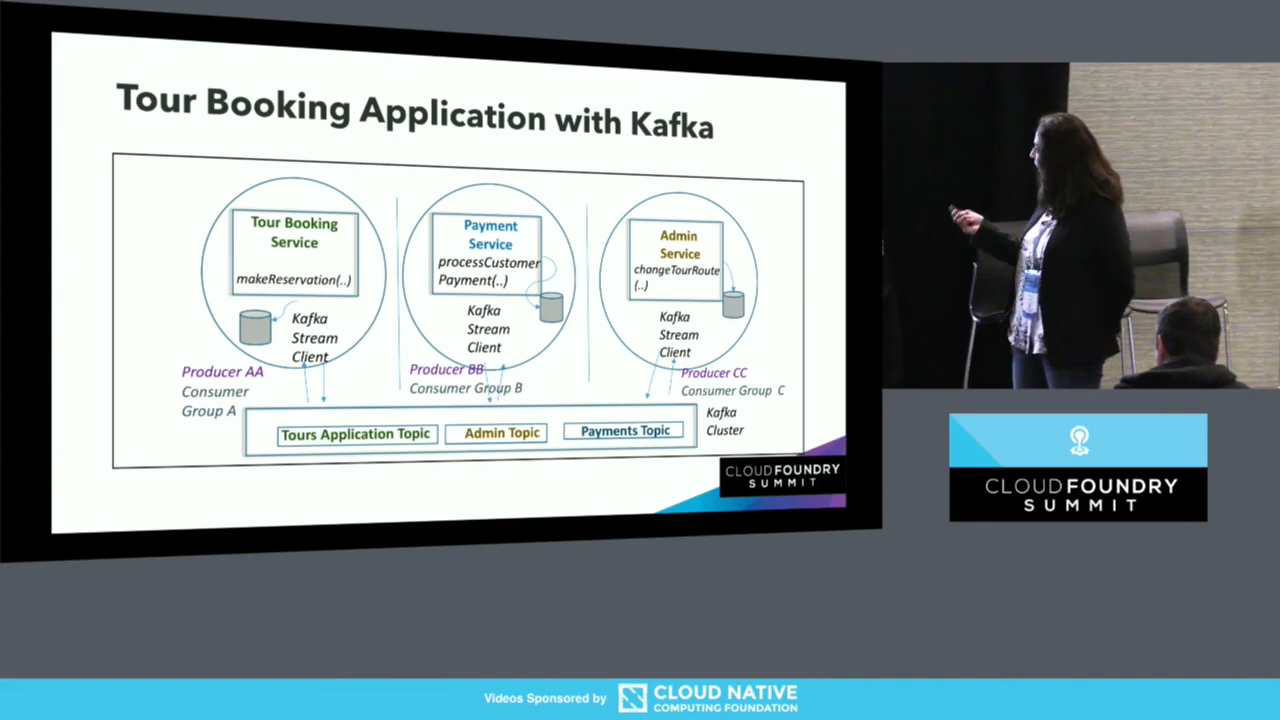 Tour Booking Application with Kafka
Tour Booking
Service
makeReservation(..)
Kafka
Stream
Client
Producer AA
Consumer
Group A
Payment
Service
processCustomer
Payment(..)
Kafka
Stream
Client
Producer BB
Consumer Group B
Admin
Service
changeTourRoute
(..)
Kafka
Stream
Client
Producer CC
Consumer Group C
Tours Application Topic
Admin Topic
Payments Topic
Kafka
Cluster
CLOUDFOUNDRY
SUMMIT
CLOUDFOUNDRY
SUMMIT
Videos Sponsored by
CLOUD NATIVE
COMPUTING FOUNDATION